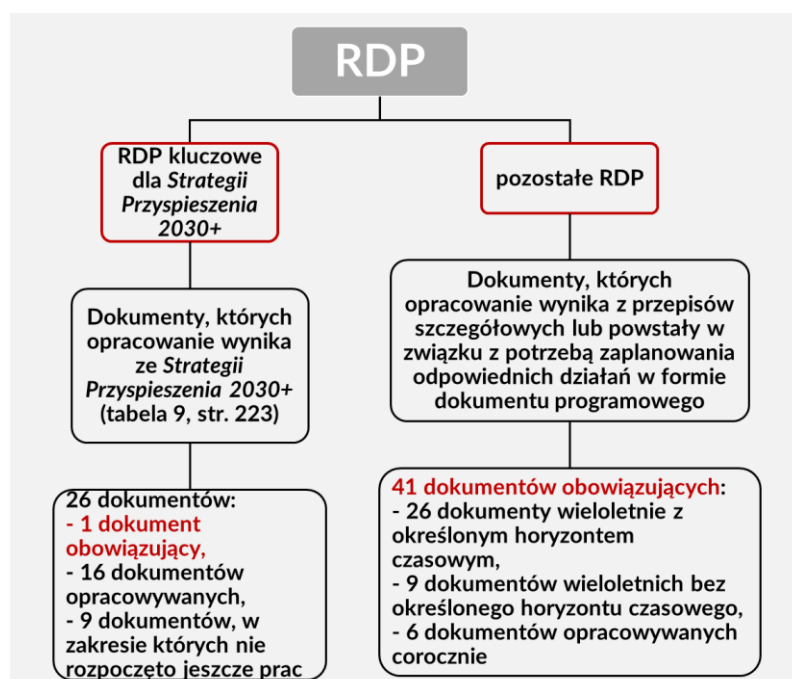 RDP
RDP kluczowe
dla Strategii
Przyspieszenia
2030+
pozostałe RDP
Dokumenty, których
opracowanie wynika
ze Strategii
Przyspieszenia 2030+
(tabela 9, str. 223)
Dokumenty, których
opracowanie wynika z przepisów
szczegółowych lub powstały w
związku z potrzebą zaplanowania
odpowiednich działań w formie
dokumentu programowego
26 dokumentów:
- 1 dokument
obowiązujący,
- 16 dokumentów
opracowywanych,
- 9 dokumentów, w
zakresie których nie
rozpoczęto jeszcze prac
41 dokumentów obowiązujących:
- 26 dokumenty wieloletnie z
określonym horyzontem
czasowym,
- 9 dokumentów wieloletnich bez
określonego horyzontu czasowego,
- 6 dokumentów opracowywanych
corocznie